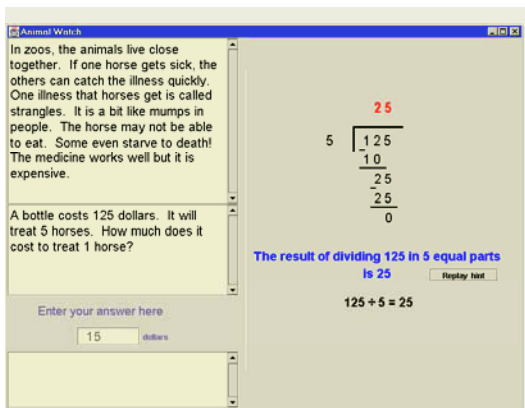 Animal Watch
In zoos, the animals live close
together. If one horse gets sick, the
others can catch the illness quickly.
One illness that horses get is called
strangles. It is a bit like mumps in
people. The horse may not be able
to eat. Some even starve to death!
The medicine works well but it is
expensive.
A bottle costs 125 dollars. It will
treat 5 horses. How much does it
cost to treat 1 horse?
Enter your answer here
15 dollars
25
5 125
10
25
25
0
The result of dividing 125 in 5 equal parts
is 25 Replay hint
125 ÷ 5 = 25